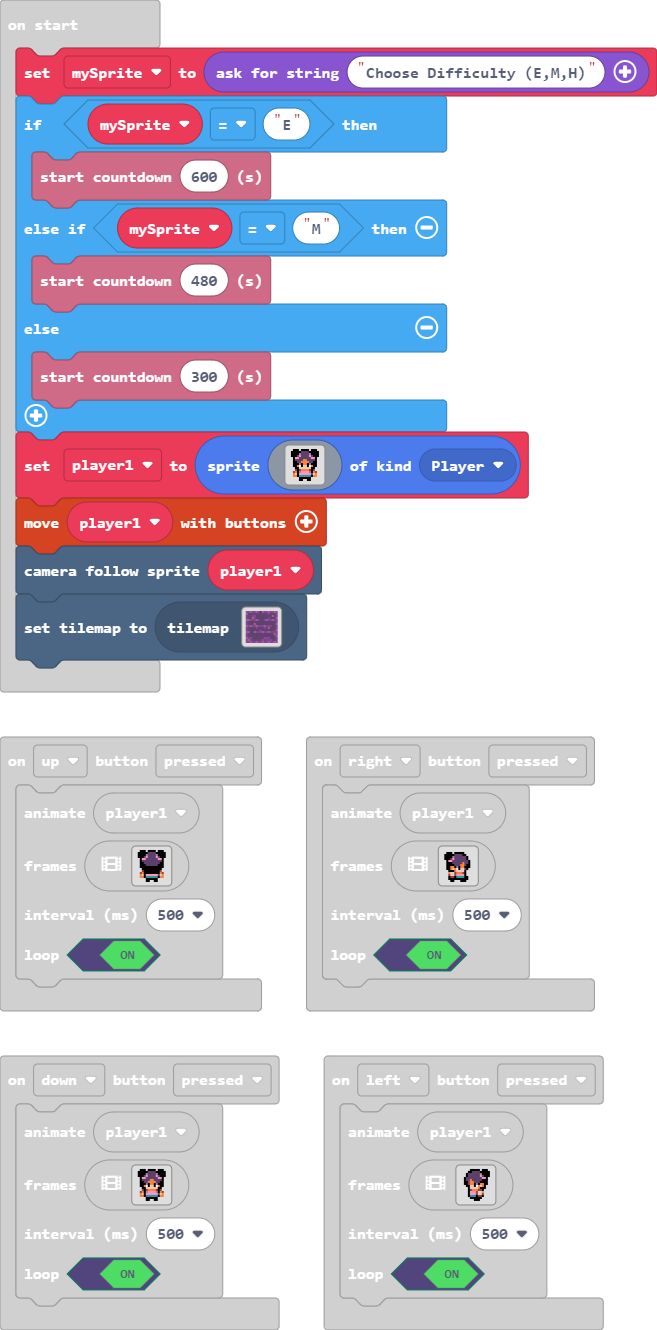 on start
set mySprite to ask for string "Choose Difficulty (E,M,H)"
if mySprite = "E" then
start countdown 600 (s)
else if mySprite = "M" then
start countdown 480 (s)
else
start countdown 300 (s)
set player1 to sprite of kind Player
move player1 with buttons
camera follow sprite player1
set tilemap to tilemap
on up button pressed
animate player1
frames
interval (ms) 500
loop ON
on right button pressed
animate player1
frames
interval (ms) 500
loop ON
on down button pressed
animate player1
frames
interval (ms) 500
loop ON
on left button pressed
animate player1
frames
interval (ms) 500
loop ON